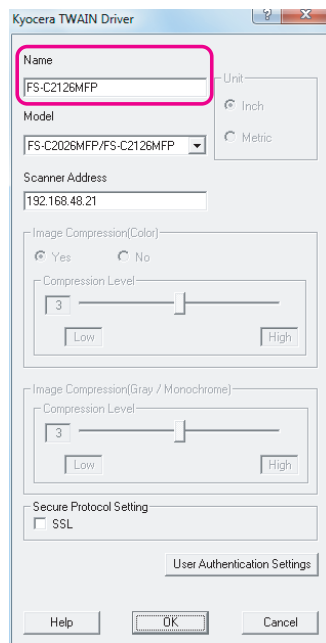 Kyocera TWAIN Driver
Name
FS-C2126MFP
Unit
Inch
Metric
Model
FS-C2026MFP/FS-C2126MFP
Scanner Address
192.168.48.21
Image Compression(Color)
Yes No
Compression Level
3
Low High
Image Compression(Gray / Monochrome)
Compression Level
3
Low High
Secure Protocol Setting
SSL
User Authentication Settings
Help OK Cancel